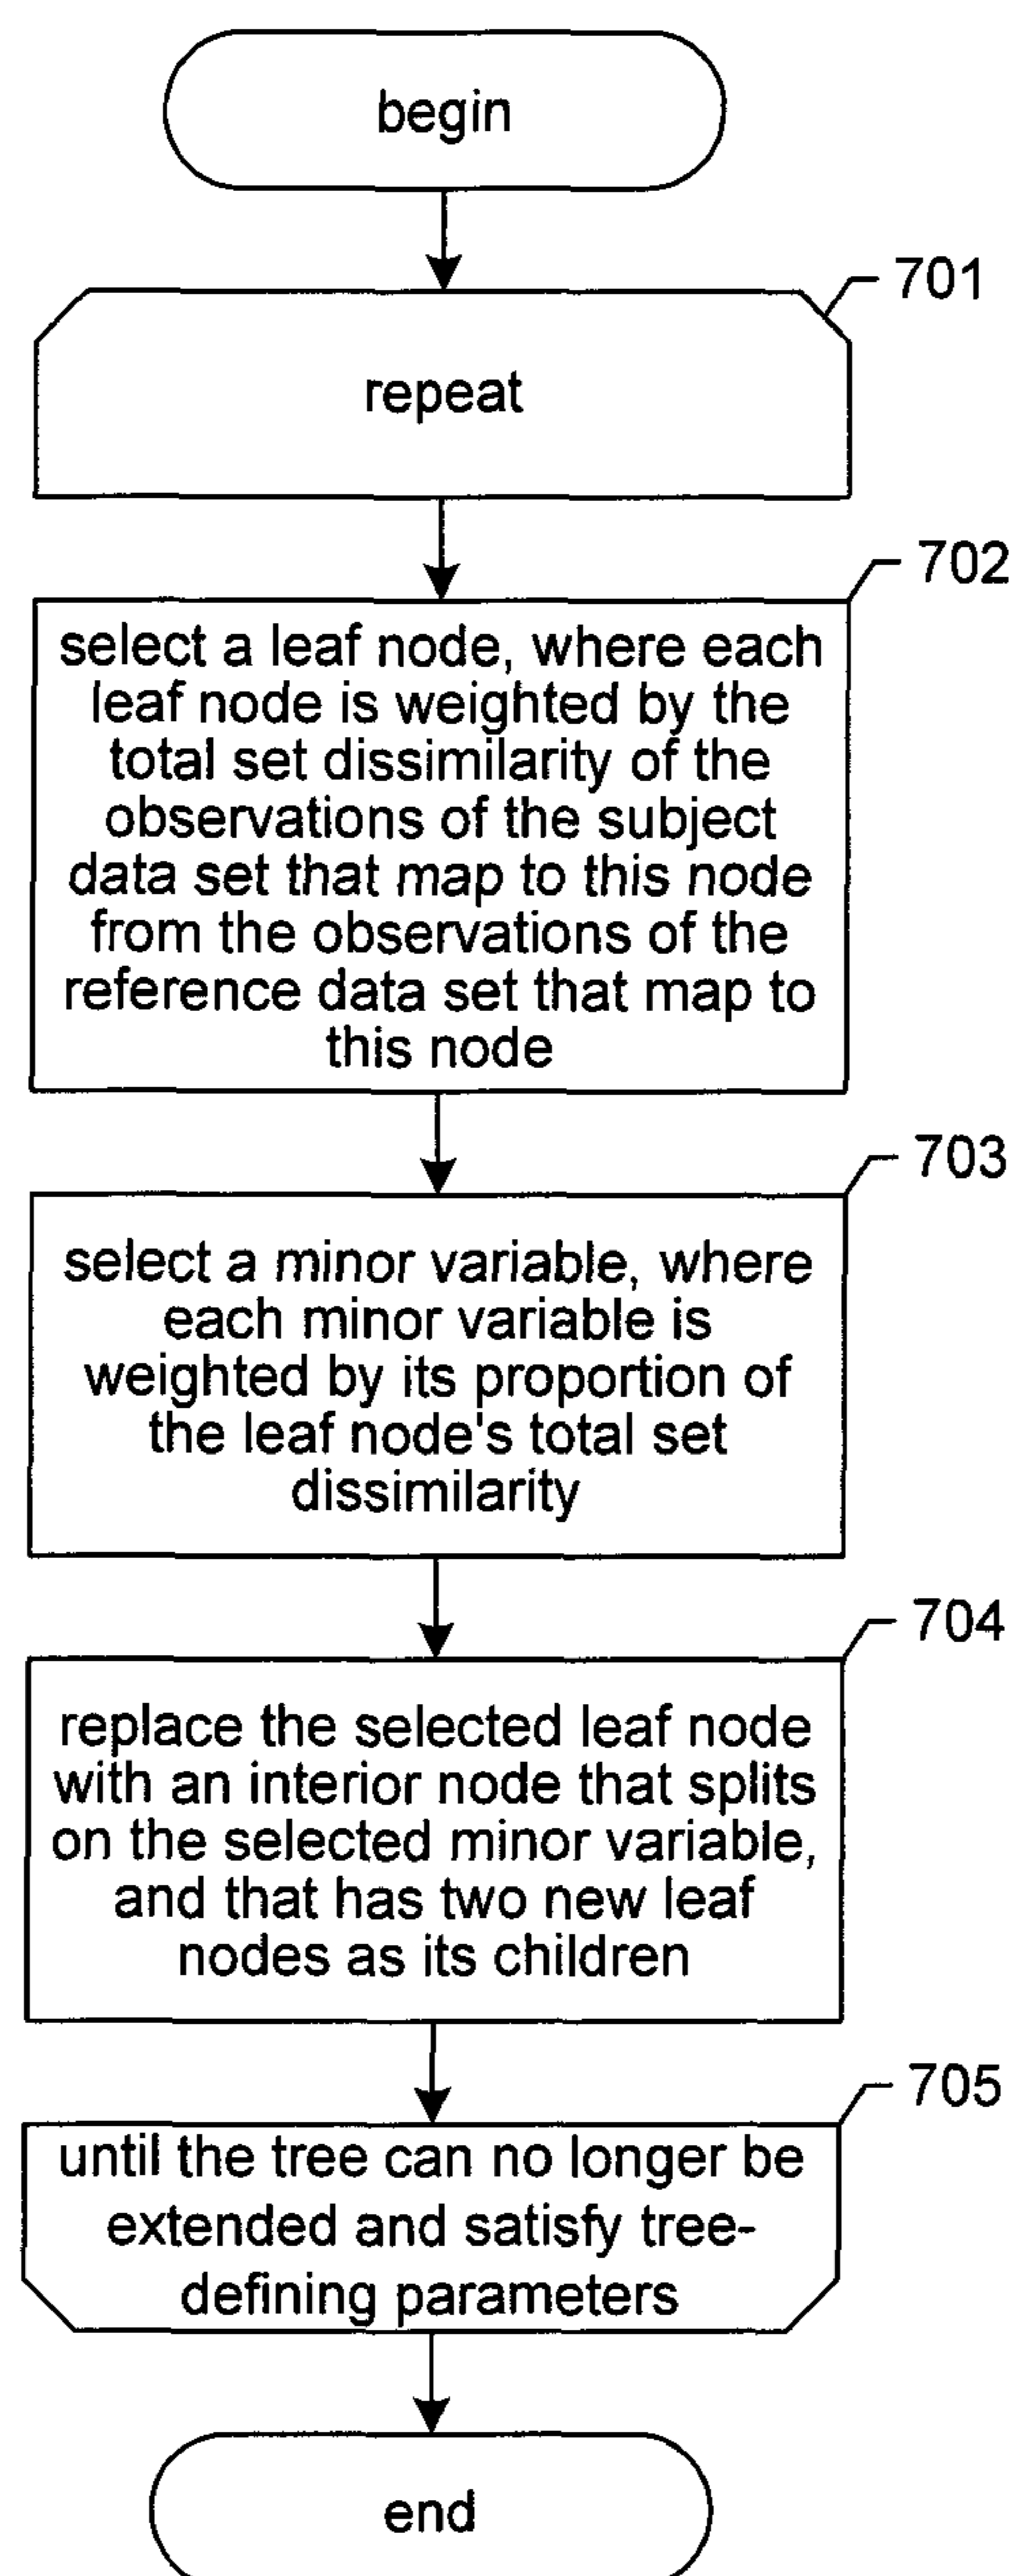 begin
701
repeat
702
select a leaf node, where each
leaf node is weighted by the
total set dissimilarity of the
observations of the subject
data set that map to this node
from the observations of the
reference data set that map to
this node
703
select a minor variable, where
each minor variable is
weighted by its proportion of
the leaf node's total set
dissimilarity
704
replace the selected leaf node
with an interior node that splits
on the selected minor variable,
and that has two new leaf
nodes as its children
705
until the tree can no longer be
extended and satisfy tree-
defining parameters
end